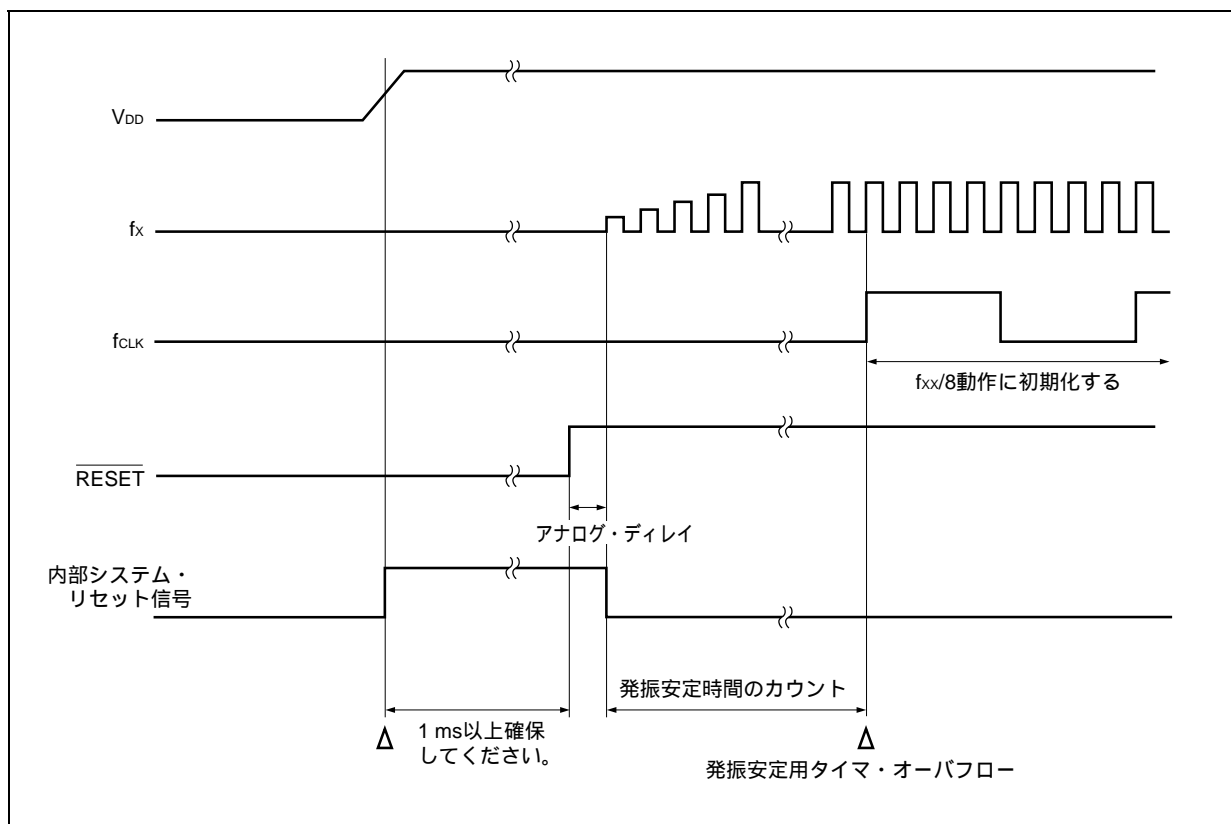 VDD
fX
fCLK
fXX/8動作に初期化する
RESET
アナログ・ディレイ
内部システム・
リセット信号
発振安定時間のカウント
1 ms以上確保
してください。
発振安定用タイマ・オーバフロー